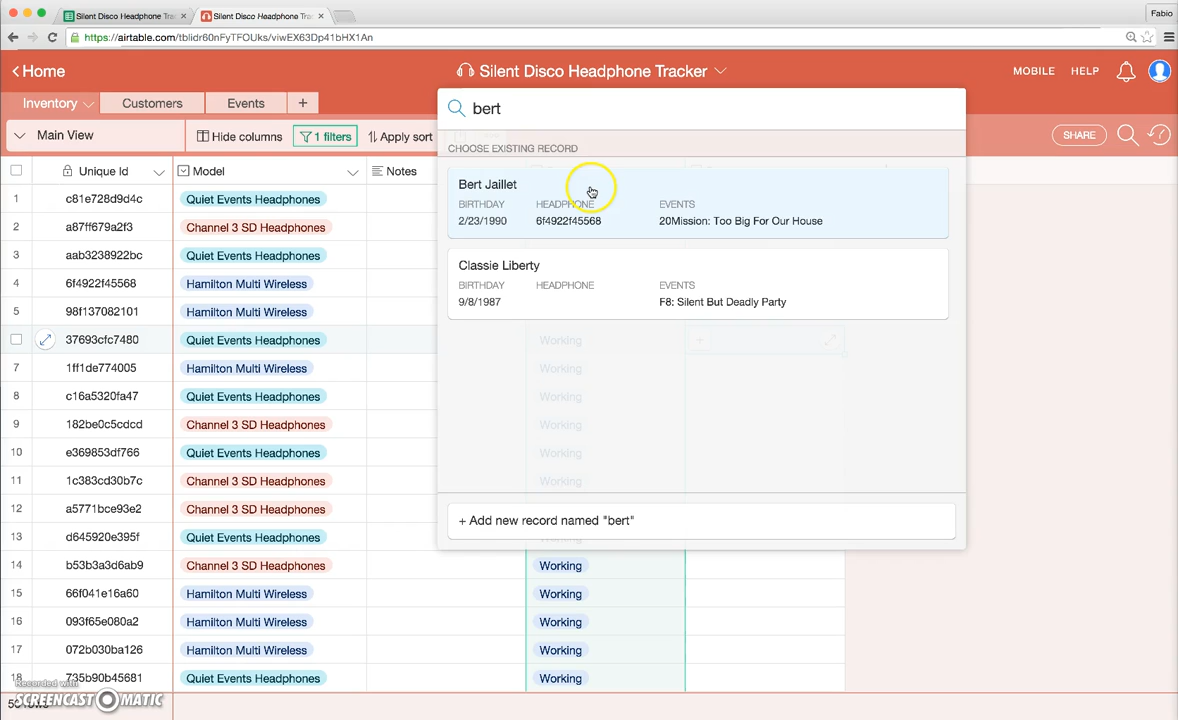 Silent Disco Headphone Trac × Silent Disco Headphone Trac × Fabio
https://airtable.com/tblidr60nFyTFOUks/viwEX63Dp41bHX1An
Home Silent Disco Headphone Tracker MOBILE HELP
Inventory Customers Events +
bert
Main View Hide columns 1 filters Apply sort SHARE
CHOOSE EXISTING RECORD
Unique Id Model Notes
Bert Jaillet
BIRTHDAY HEADPHONE EVENTS
2/23/1990 6f4922f45568 20Mission: Too Big For Our House
Classie Liberty
BIRTHDAY HEADPHONE EVENTS
9/8/1987 F8: Silent But Deadly Party
+ Add new record named "bert"
1 c81e728d9d4c Quiet Events Headphones
2 a87ff679a2f3 Channel 3 SD Headphones
3 aab3238922bc Quiet Events Headphones
4 6f4922f45568 Hamilton Multi Wireless
5 98f137082101 Hamilton Multi Wireless
37693cfc7480 Quiet Events Headphones Working
7 1ff1de774005 Hamilton Multi Wireless Working
8 c16a5320fa47 Quiet Events Headphones Working
9 182be0c5cdcd Channel 3 SD Headphones Working
10 e369853df766 Quiet Events Headphones Working
11 1c383cd30b7c Channel 3 SD Headphones Working
12 a5771bce93e2 Channel 3 SD Headphones
13 d645920e395f Quiet Events Headphones
14 b53b3a3d6ab9 Channel 3 SD Headphones Working
15 66f041e16a60 Hamilton Multi Wireless Working
16 093f65e080a2 Hamilton Multi Wireless Working
17 072b030ba126 Hamilton Multi Wireless Working
18 735b90b45681 Quiet Events Headphones Working
Recorded with
SCREENCAST-O-MATIC